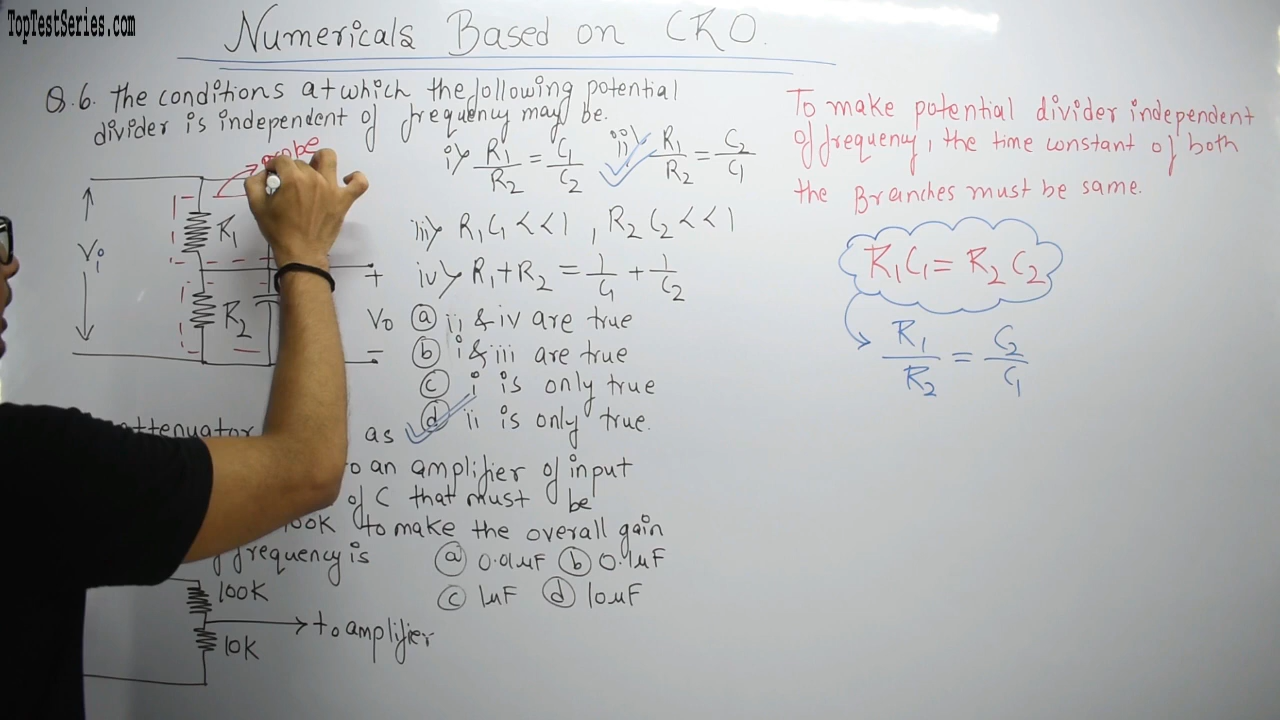 TopTestSeries.com
Numericals Based on CRO.
Q.6. The conditions at which the following potential
divider is independent of frequency may be.
probe
Vi
R1
R2
+
Vo
−
i> R1/R2 = C1/C2
ii> R1/R2 = C2/C1
iii> R1C1 << 1 , R2C2 << 1
iv> R1+R2 = 1/C1 + 1/C2
(a) ii & iv are true
(b) i & iii are true
(c) i is only true
(d) ii is only true.
attenuator as
to an amplifier of input
of C that must be
100K to make the overall gain
frequency is (a) 0.01uF (b) 0.1uF
(c) 1uF (d) 10uF
100K
10K
to amplifier
To make potential divider independent
of frequency, the time constant of both
the Branches must be same.
R1C1 = R2C2
R1/R2 = C2/C1